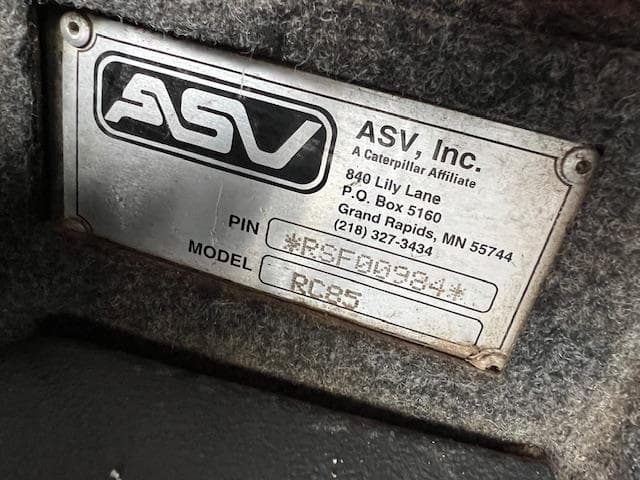 ASV
ASV, Inc.
A Caterpillar Affiliate
840 Lily Lane
P.O. Box 5160
Grand Rapids, MN 55744
(218) 327-3434
PIN *RSF00984*
MODEL RC85